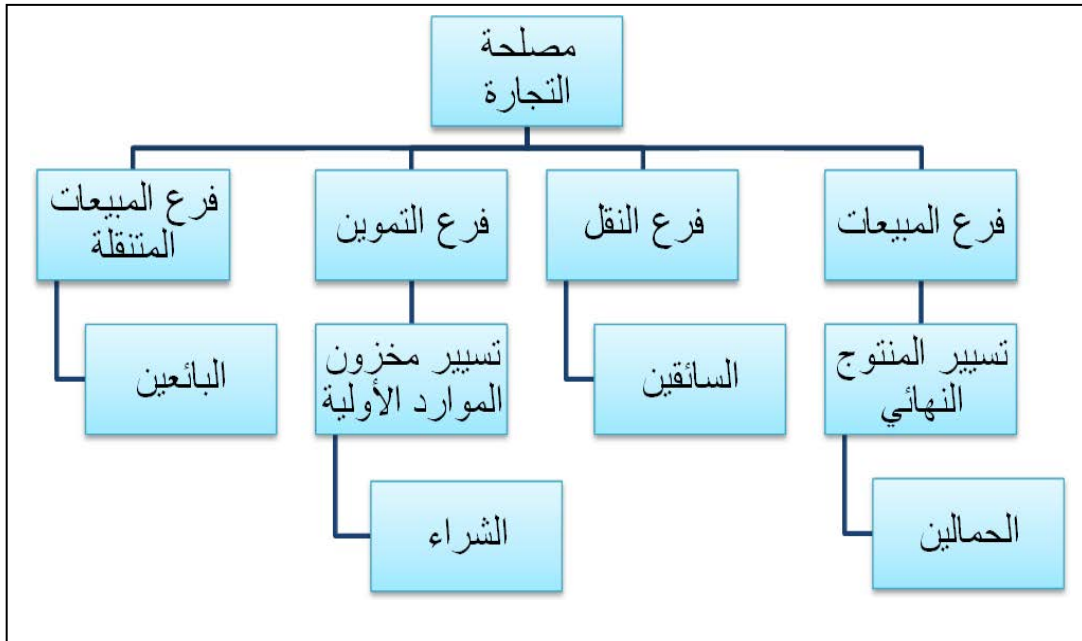 مصلحة
التجارة
فرع المبيعات
فرع النقل
فرع التموين
فرع المبيعات
المتنقلة
تسيير المنتوج
النهائي
السائقين
تسيير مخزون
الموارد الأولية
البائعين
الحمالين
الشراء